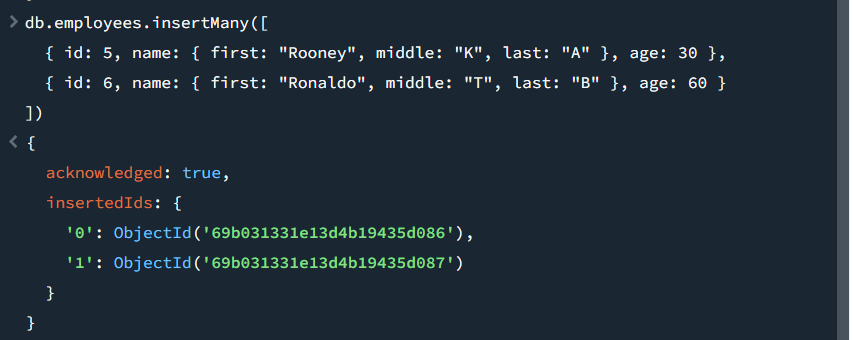 > db.employees.insertMany([
{ id: 5, name: { first: "Rooney", middle: "K", last: "A" }, age: 30 },
{ id: 6, name: { first: "Ronaldo", middle: "T", last: "B" }, age: 60 }
])
< {
acknowledged: true,
insertedIds: {
'0': ObjectId('69b031331e13d4b19435d086'),
'1': ObjectId('69b031331e13d4b19435d087')
}
}